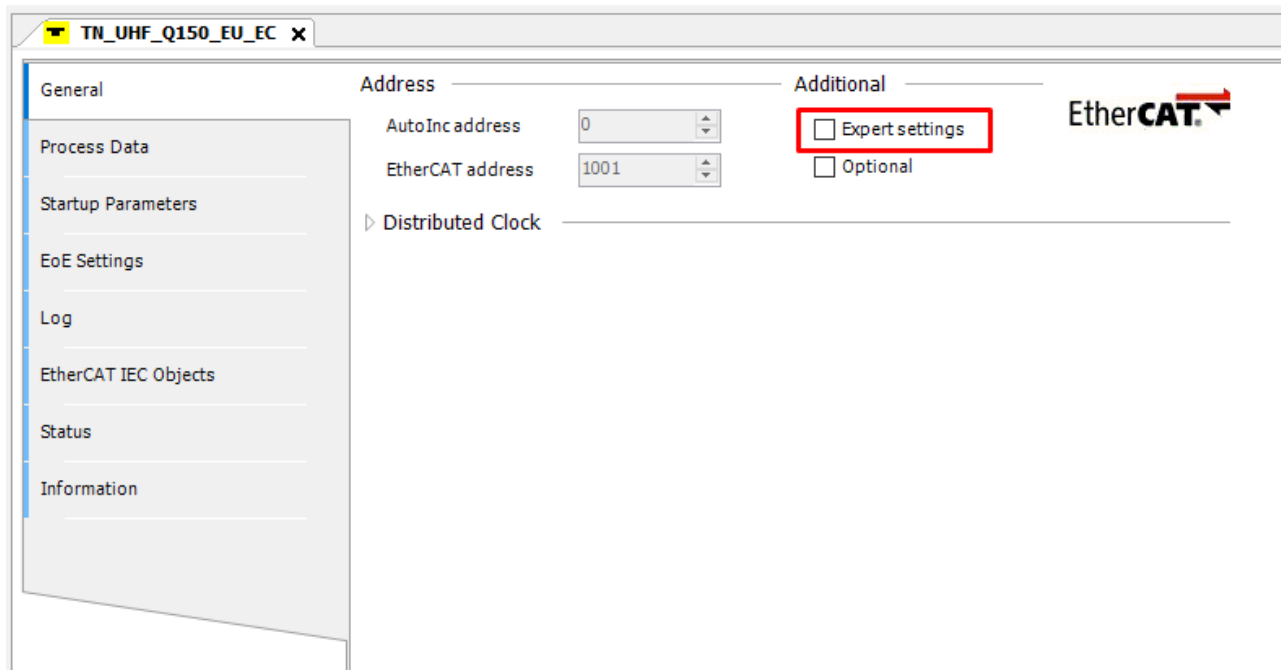 TN_UHF_Q150_EU_EC
General
Process Data
Startup Parameters
EoE Settings
Log
EtherCAT IEC Objects
Status
Information
Address
AutoInc address 0
EtherCAT address 1001
Distributed Clock
Additional
Expert settings
Optional
EtherCAT.